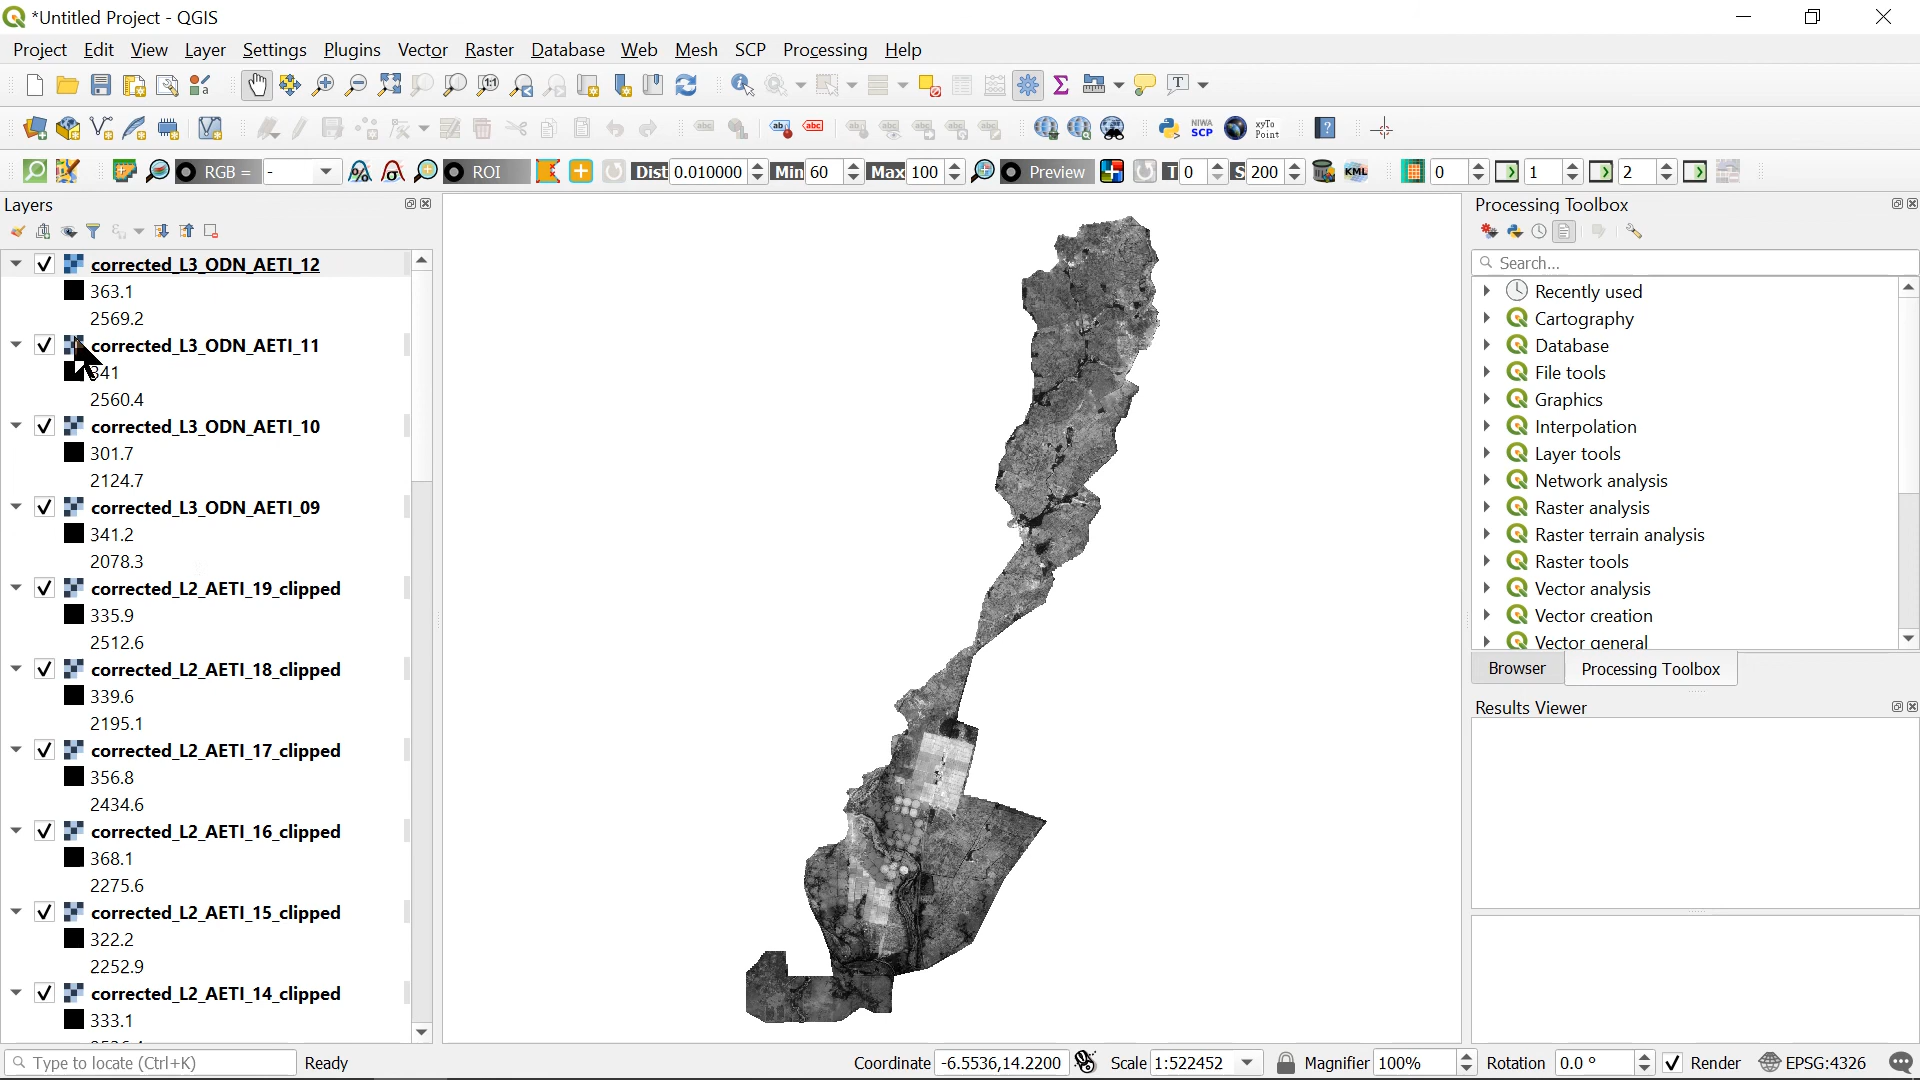 *Untitled Project - QGIS
Project Edit View Layer Settings Plugins Vector Raster Database Web Mesh SCP Processing Help
NIWA SCP xyTo Point
RGB = - ROI Dist 0.010000 Min 60 Max 100 Preview T 0 S 200 KML 0 1 2
Layers
corrected_L3_ODN_AETI_12
363.1
2569.2
corrected_L3_ODN_AETI_11
341
2560.4
corrected_L3_ODN_AETI_10
301.7
2124.7
corrected_L3_ODN_AETI_09
341.2
2078.3
corrected_L2_AETI_19_clipped
335.9
2512.6
corrected_L2_AETI_18_clipped
339.6
2195.1
corrected_L2_AETI_17_clipped
356.8
2434.6
corrected_L2_AETI_16_clipped
368.1
2275.6
corrected_L2_AETI_15_clipped
322.2
2252.9
corrected_L2_AETI_14_clipped
333.1
Processing Toolbox
Search...
Recently used
Cartography
Database
File tools
Graphics
Interpolation
Layer tools
Network analysis
Raster analysis
Raster terrain analysis
Raster tools
Vector analysis
Vector creation
Vector general
Browser Processing Toolbox
Results Viewer
Type to locate (Ctrl+K) Ready Coordinate -6.5536,14.2200 Scale 1:522452 Magnifier 100% Rotation 0.0 ° Render EPSG:4326